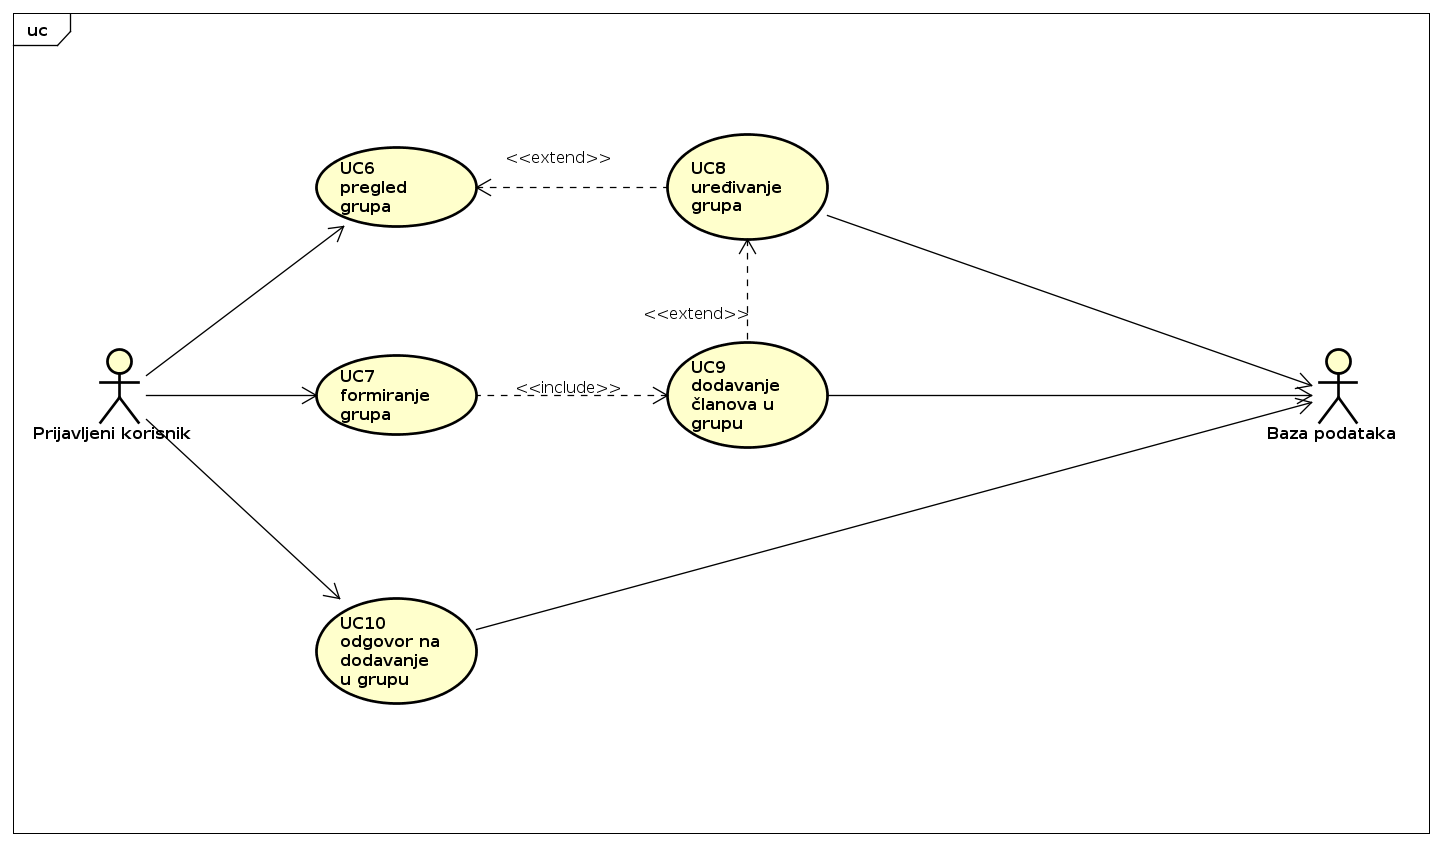 uc
UC6
pregled
grupa
<<extend>>
UC8
uređivanje
grupa
<<extend>>
UC7
formiranje
grupa
<<include>>
UC9
dodavanje
članova u
grupu
Prijavljeni korisnik
Baza podataka
UC10
odgovor na
dodavanje
u grupu